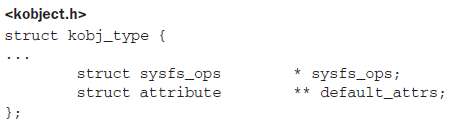 <kobject.h>
struct kobj_type {
...
struct sysfs_ops * sysfs_ops;
struct attribute ** default_attrs;
};